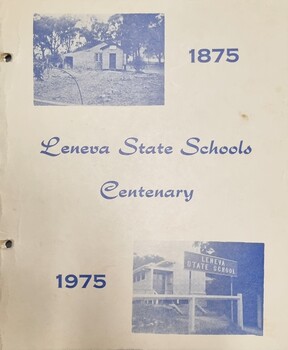 1875
Leneva State Schools
Centenary
1975
LENEVA
STATE SCHOOL